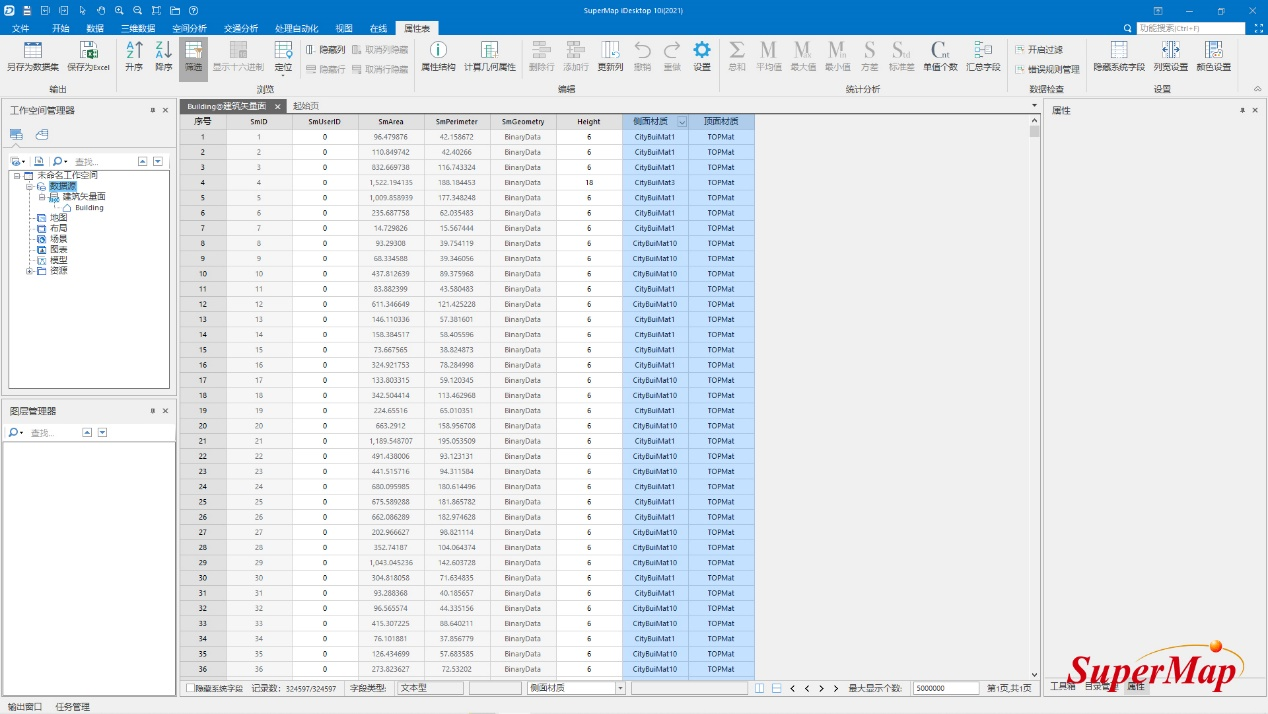 SuperMap iDesktop 10i(2021)
文件 开始 数据 三维数据 空间分析 交通分析 处理自动化 视图 在线 属性表 功能搜索(Ctrl+F)
另存为数据集 保存为Excel 升序 降序 筛选 显示十六进制 定位 隐藏列 取消列隐藏 隐藏行 取消行隐藏 属性结构 计算几何属性 删除行 添加行 更新列 撤销 重做 设置 总和 平均值 最大值 最小值 方差 标准差 单值个数 汇总字段 开启过滤 错误规则管理 隐藏系统字段 列宽设置 颜色设置
输出 浏览 编辑 统计分析 数据检查 设置
工作空间管理器
查找...
未命名工作空间
数据源
建筑矢量面
Building
地图
布局
场景
图表
模型
资源
图层管理器
查找...
Building@建筑矢量面 起始页
序号 SmID SmUserID SmArea SmPerimeter SmGeometry Height 侧面材质 顶面材质
1 1 0 96.479876 42.158672 BinaryData 6 CityBuiMat1 TOPMat
2 2 0 110.849742 42.40266 BinaryData 6 CityBuiMat1 TOPMat
3 3 0 832.669738 116.743324 BinaryData 6 CityBuiMat1 TOPMat
4 4 0 1,522.194135 188.184453 BinaryData 18 CityBuiMat3 TOPMat
5 5 0 1,009.858939 177.348248 BinaryData 6 CityBuiMat1 TOPMat
6 6 0 235.687758 62.035483 BinaryData 6 CityBuiMat1 TOPMat
7 7 0 14.729826 15.567444 BinaryData 6 CityBuiMat1 TOPMat
8 8 0 93.29308 39.754119 BinaryData 6 CityBuiMat10 TOPMat
9 9 0 68.334588 39.346056 BinaryData 6 CityBuiMat10 TOPMat
10 10 0 437.812639 89.375968 BinaryData 6 CityBuiMat10 TOPMat
11 11 0 83.882399 43.580483 BinaryData 6 CityBuiMat1 TOPMat
12 12 0 611.346649 121.425228 BinaryData 6 CityBuiMat10 TOPMat
13 13 0 146.110336 57.381601 BinaryData 6 CityBuiMat1 TOPMat
14 14 0 158.384517 58.405596 BinaryData 6 CityBuiMat1 TOPMat
15 15 0 73.667565 38.824873 BinaryData 6 CityBuiMat1 TOPMat
16 16 0 324.921753 78.284998 BinaryData 6 CityBuiMat1 TOPMat
17 17 0 133.803315 59.120345 BinaryData 6 CityBuiMat10 TOPMat
18 18 0 342.504414 113.462968 BinaryData 6 CityBuiMat10 TOPMat
19 19 0 224.65516 65.010351 BinaryData 6 CityBuiMat1 TOPMat
20 20 0 663.2912 158.956708 BinaryData 6 CityBuiMat10 TOPMat
21 21 0 1,189.548707 195.053509 BinaryData 6 CityBuiMat1 TOPMat
22 22 0 491.438006 93.123131 BinaryData 6 CityBuiMat10 TOPMat
23 23 0 441.515716 94.311584 BinaryData 6 CityBuiMat10 TOPMat
24 24 0 680.095985 180.614496 BinaryData 6 CityBuiMat1 TOPMat
25 25 0 675.589288 181.865782 BinaryData 6 CityBuiMat1 TOPMat
26 26 0 662.086289 182.974628 BinaryData 6 CityBuiMat1 TOPMat
27 27 0 202.966627 98.821114 BinaryData 6 CityBuiMat10 TOPMat
28 28 0 352.74187 104.064374 BinaryData 6 CityBuiMat10 TOPMat
29 29 0 1,043.045236 142.603728 BinaryData 6 CityBuiMat10 TOPMat
30 30 0 304.818058 71.634835 BinaryData 6 CityBuiMat1 TOPMat
31 31 0 93.288368 40.185657 BinaryData 6 CityBuiMat1 TOPMat
32 32 0 96.565574 44.335156 BinaryData 6 CityBuiMat10 TOPMat
33 33 0 415.307225 88.640211 BinaryData 6 CityBuiMat10 TOPMat
34 34 0 76.101881 37.856779 BinaryData 6 CityBuiMat1 TOPMat
35 35 0 126.434699 57.683585 BinaryData 6 CityBuiMat10 TOPMat
36 36 0 273.823627 72.53202 BinaryData 6 CityBuiMat10 TOPMat
隐藏系统字段 记录数: 324597/324597 字段类型: 文本型 侧面材质 最大显示个数: 5000000 第1页,共1页
属性
SuperMap
工具箱 目录管理 属性
输出窗口 任务管理